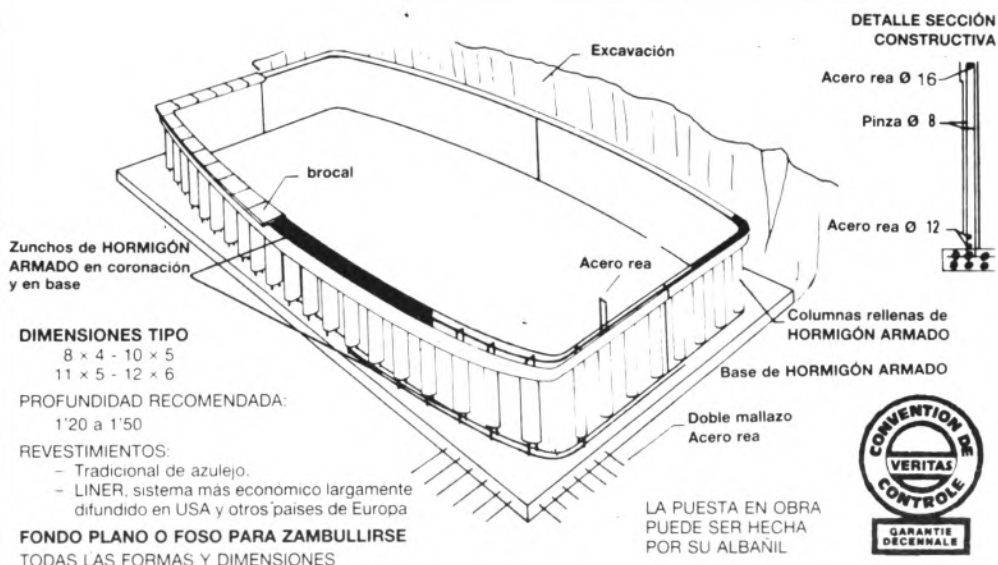 DETALLE SECCIÓN
CONSTRUCTIVA
Excavación
Acero rea Ø 16
Pinza Ø 8
brocal
Acero rea Ø 12
Zunchos de HORMIGÓN
ARMADO en coronación
y en base
Acero rea
Columnas rellenas de
HORMIGÓN ARMADO
Base de HORMIGÓN ARMADO
Doble mallazo
Acero rea
DIMENSIONES TIPO
8 × 4 - 10 × 5
11 × 5 - 12 × 6
PROFUNDIDAD RECOMENDADA:
1'20 a 1'50
REVESTIMIENTOS:
- Tradicional de azulejo.
- LINER, sistema más económico largamente
difundido en USA y otros países de Europa
FONDO PLANO O FOSO PARA ZAMBULLIRSE
TODAS LAS FORMAS Y DIMENSIONES
LA PUESTA EN OBRA
PUEDE SER HECHA
POR SU ALBAÑIL
CONVENTION DE
VERITAS
CONTROLE
GARANTIE
DECENNALE